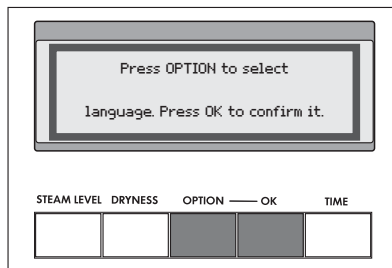 Press OPTION to select
language. Press OK to confirm it.
STEAM LEVEL DRYNESS OPTION OK TIME